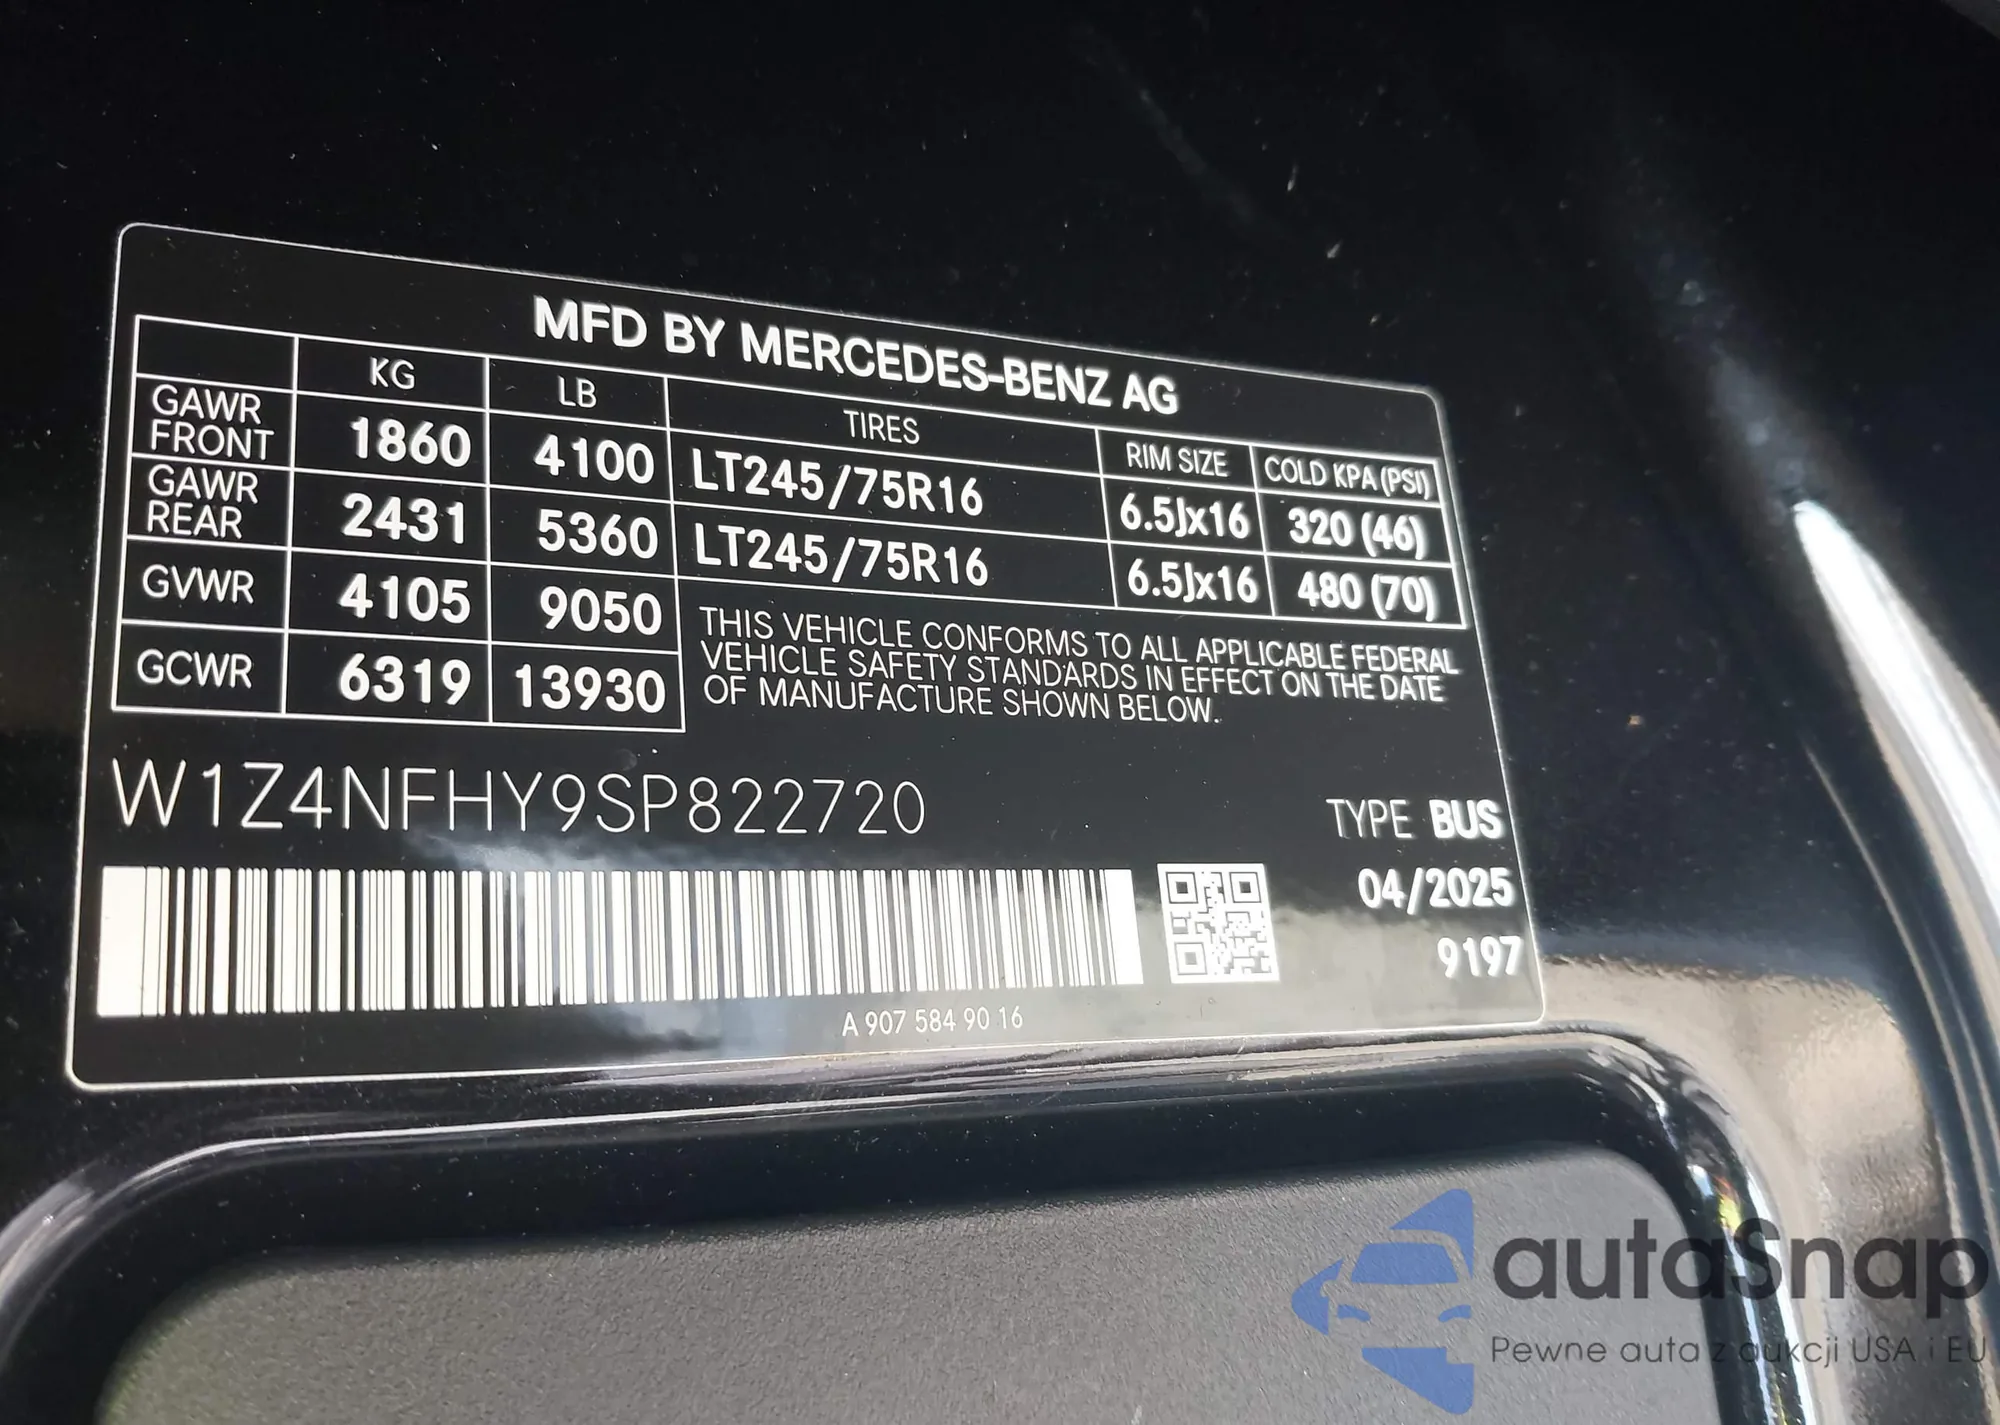 MFD BY MERCEDES-BENZ AG
KG LB TIRES RIM SIZE COLD KPA (PSI)
GAWR FRONT 1860 4100 LT245/75R16 6.5Jx16 320 (46)
GAWR REAR 2431 5360 LT245/75R16 6.5Jx16 480 (70)
GVWR 4105 9050
GCWR 6319 13930
THIS VEHICLE CONFORMS TO ALL APPLICABLE FEDERAL
VEHICLE SAFETY STANDARDS IN EFFECT ON THE DATE
OF MANUFACTURE SHOWN BELOW.
W1Z4NFHY9SP822720
TYPE BUS
04/2025
9197
A 907 584 90 16
autaSnap
Pewne auta z aukcji USA i EU